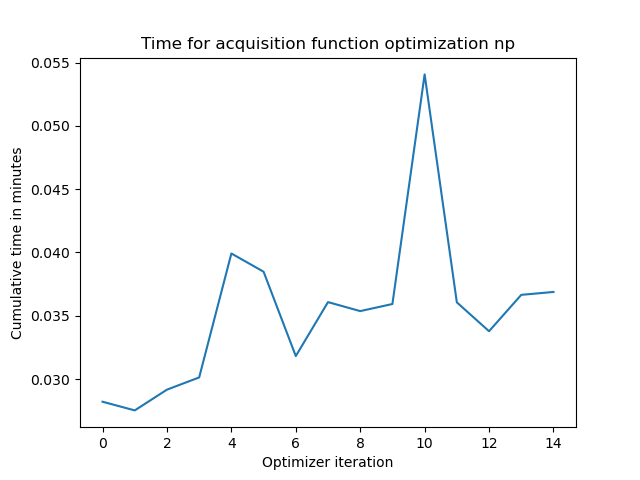 Time for acquisition function optimization np
0.055
0.050
0.045
0.040
0.035
0.030
Cumulative time in minutes
0 2 4 6 8 10 12 14
Optimizer iteration